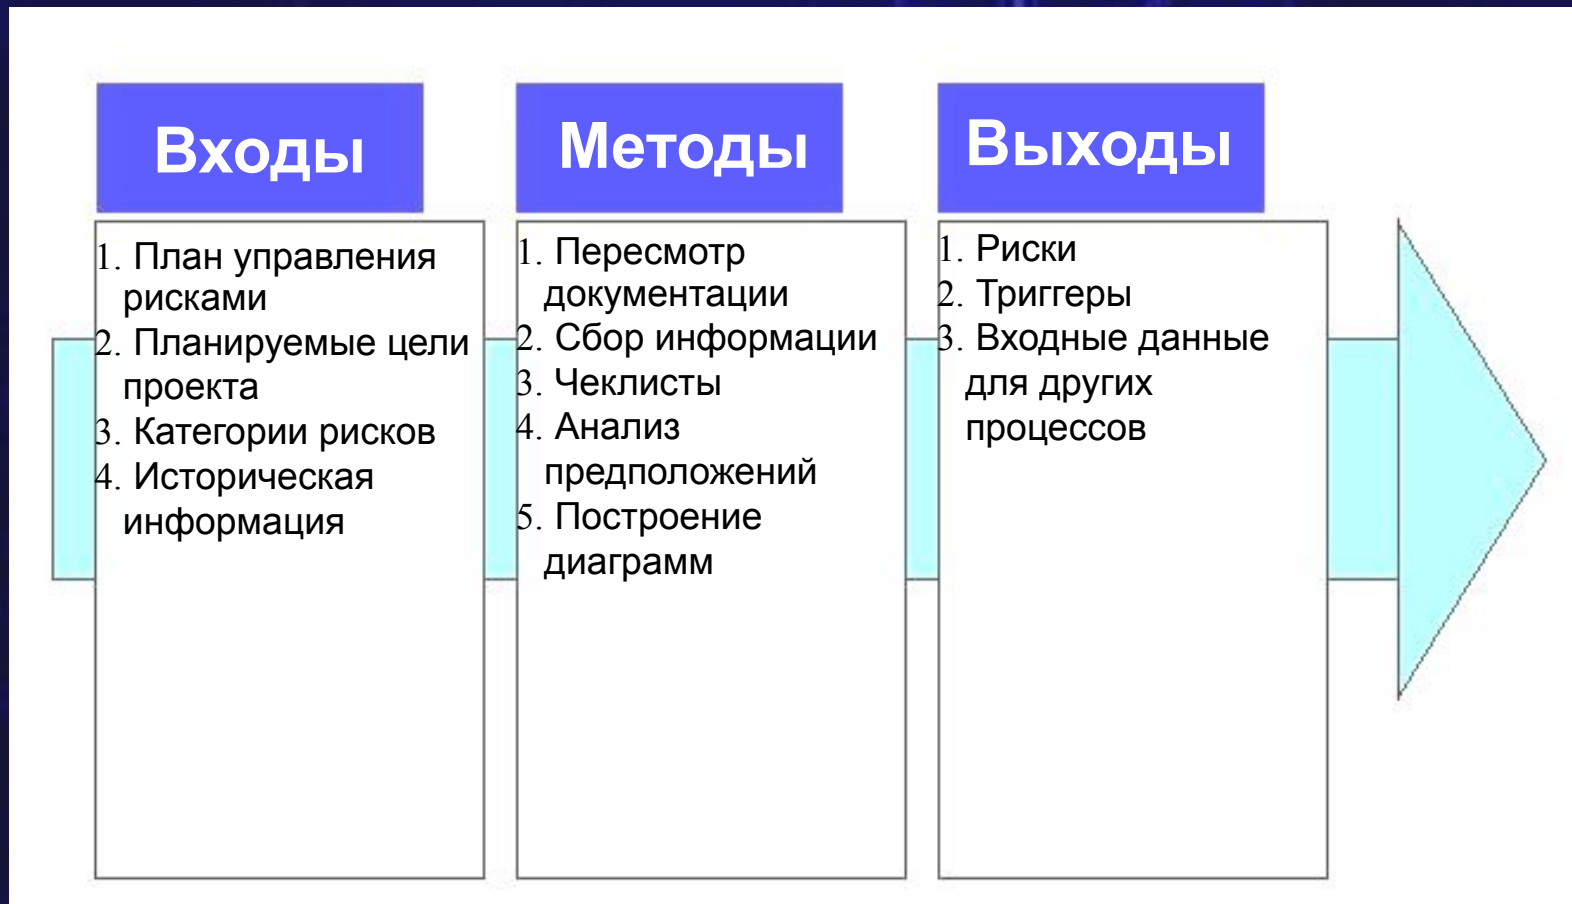 Входы
1. План управления
рисками
2. Планируемые цели
проекта
3. Категории рисков
4. Историческая
информация
Методы
1. Пересмотр
документации
2. Сбор информации
3. Чеклисты
4. Анализ
предположений
5. Построение
диаграмм
Выходы
1. Риски
2. Триггеры
3. Входные данные
для других
процессов